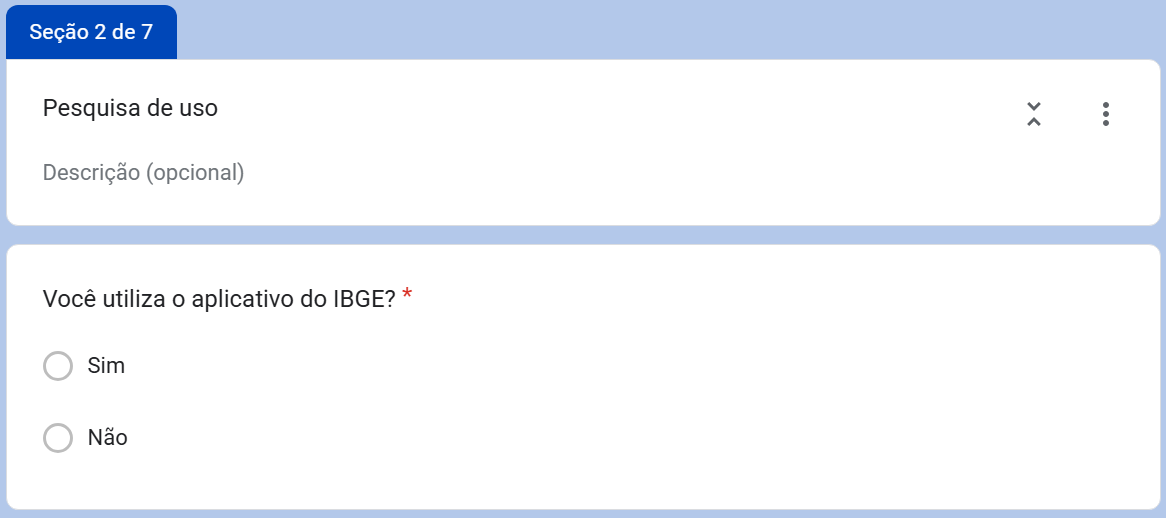 Seção 2 de 7
Pesquisa de uso
Descrição (opcional)
Você utiliza o aplicativo do IBGE? *
Sim
Não